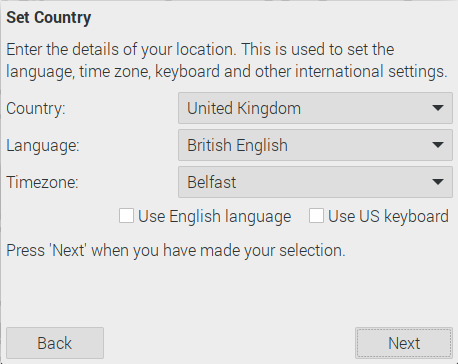 Set Country
Enter the details of your location. This is used to set the
language, time zone, keyboard and other international settings.
Country: United Kingdom
Language: British English
Timezone: Belfast
Use English language Use US keyboard
Press 'Next' when you have made your selection.
Back Next